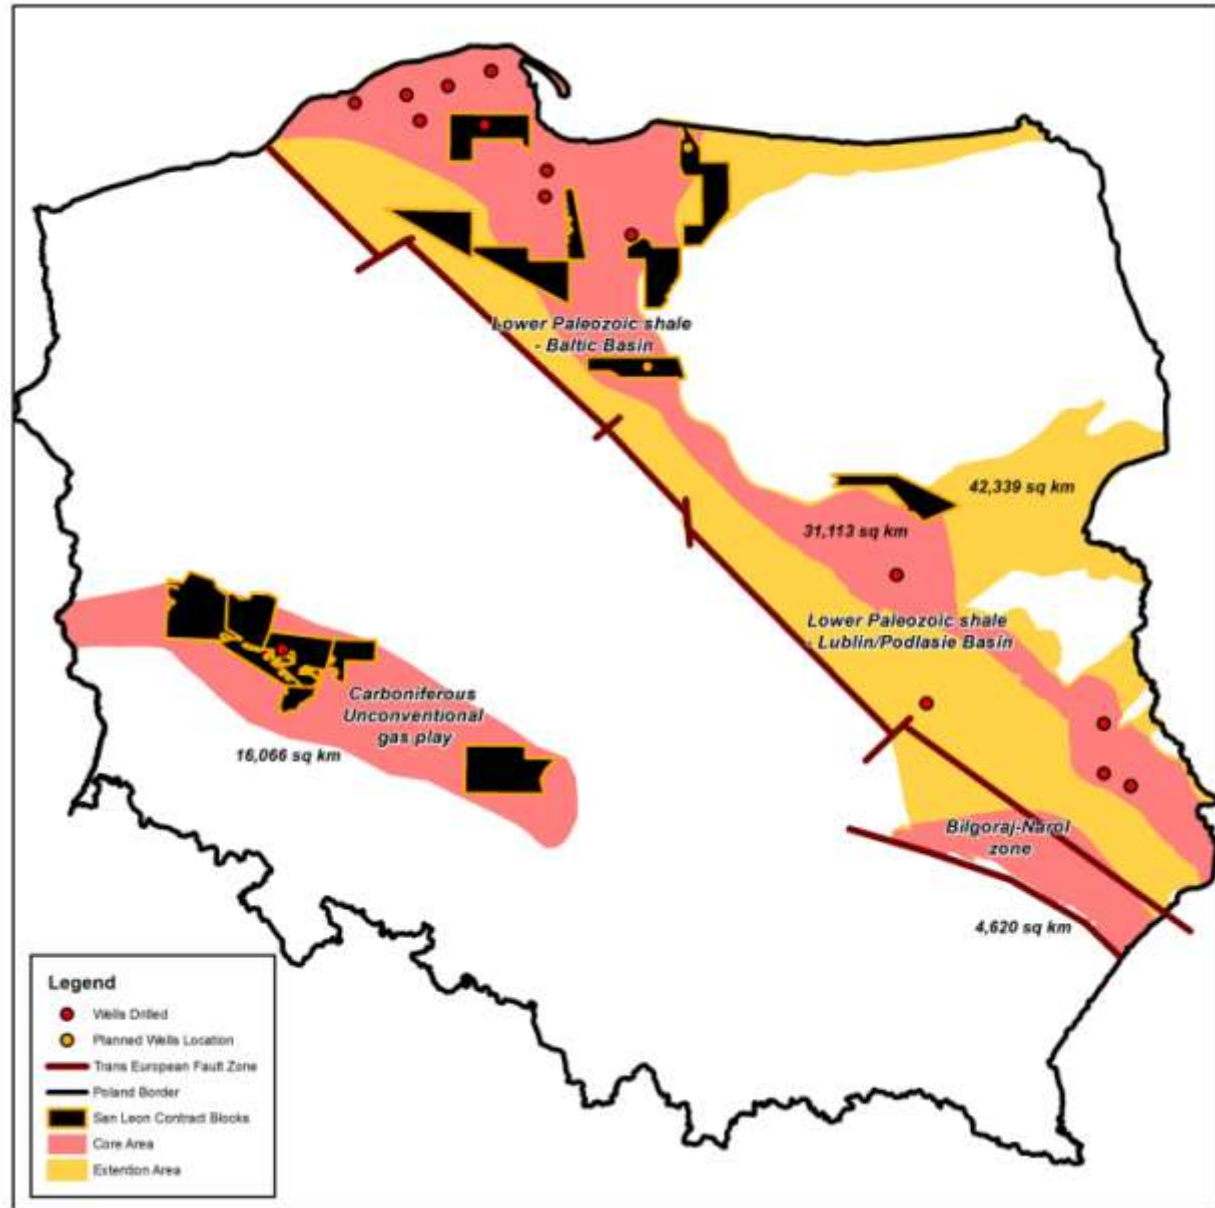 Lower Paleozoic shale
- Baltic Basin
42,339 sq km
31,113 sq km
Lower Paleozoic shale
- Lublin/Podlasie Basin
Carboniferous
Unconventional
gas play
16,066 sq km
Bilgoraj-Narol
zone
4,620 sq km
Legend
Wells Drilled
Planned Wells Location
Trans European Fault Zone
Poland Border
San Leon Contract Blocks
Core Area
Extention Area